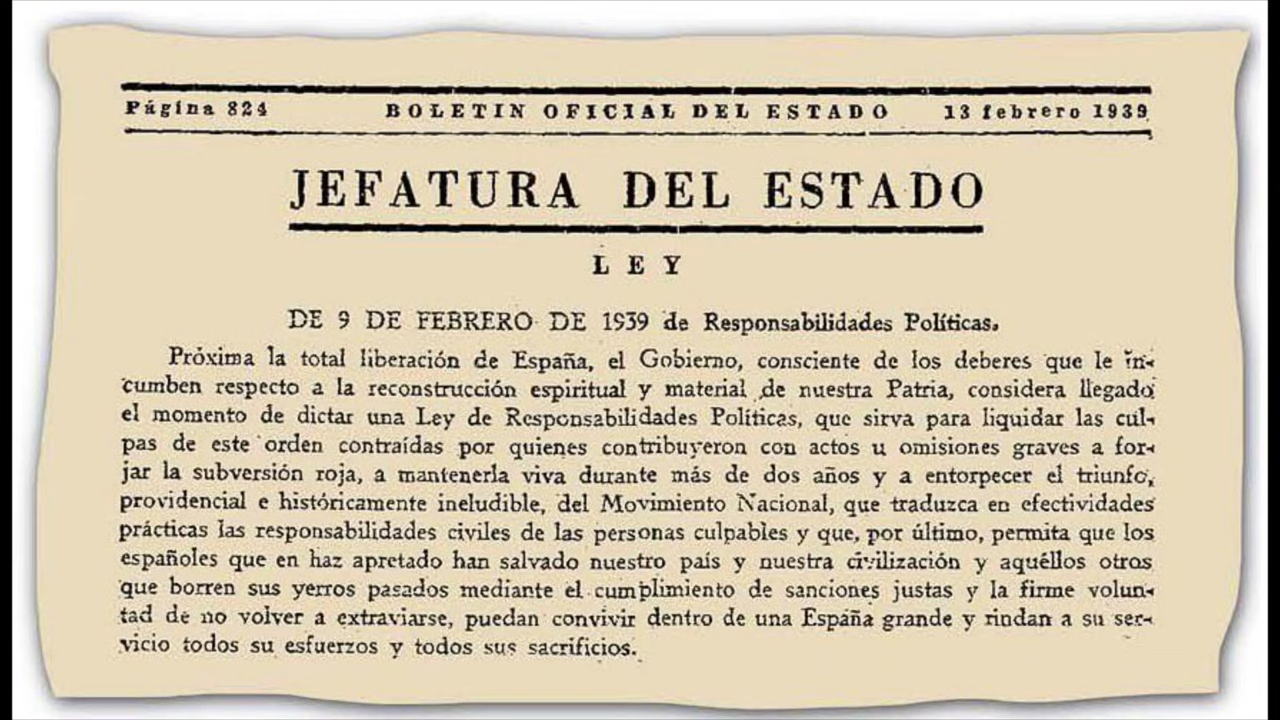 Página 824 BOLETIN OFICIAL DEL ESTADO 13 febrero 1939
JEFATURA DEL ESTADO
LEY
DE 9 DE FEBRERO DE 1939 de Responsabilidades Políticas.
Próxima la total liberación de España, el Gobierno, consciente de los deberes que le in-
cumben respecto a la reconstrucción espiritual y material de nuestra Patria, considera llegado
el momento de dictar una Ley de Responsabilidades Políticas, que sirva para liquidar las cul-
pas de este orden contraídas por quienes contribuyeron con actos u omisiones graves a for-
jar la subversión roja, a mantenerla viva durante más de dos años y a entorpecer el triunfo,
providencial e históricamente ineludible, del Movimiento Nacional, que traduzca en efectividades
prácticas las responsabilidades civiles de las personas culpables y que, por último, permita que los
españoles que en haz apretado han salvado nuestro país y nuestra civilización y aquéllos otros
que borren sus yerros pasados mediante el cumplimiento de sanciones justas y la firme volun-
tad de no volver a extraviarse, puedan convivir dentro de una España grande y rindan a su ser-
vicio todos su esfuerzos y todos sus sacrificios.